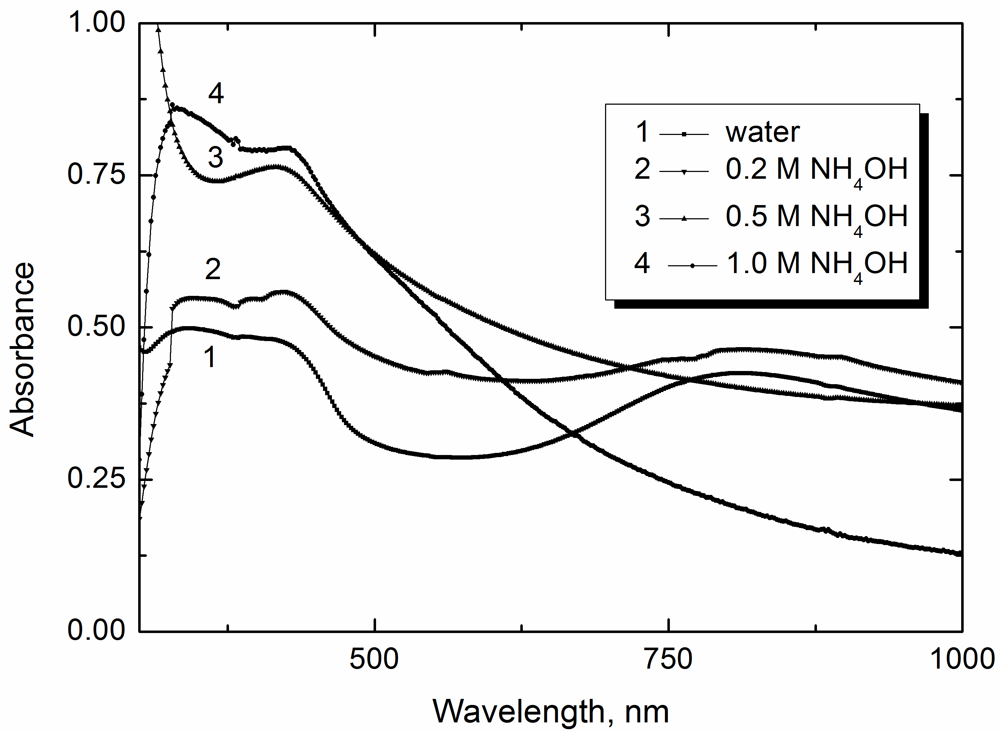 1.00
0.75
0.50
0.25
0.00
Absorbance
4
3
2
1
1 water
2 0.2 M NH4OH
3 0.5 M NH4OH
4 1.0 M NH4OH
500 750 1000
Wavelength, nm